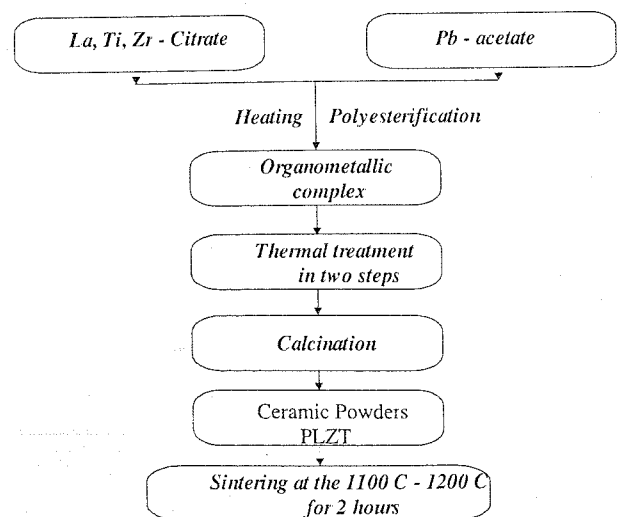 La, Ti, Zr - Citrate
Pb - acetate
Heating Polyesterification
Organometallic
complex
Thermal treatment
in two steps
Calcination
Ceramic Powders
PLZT
Sintering at the 1100 C - 1200 C
for 2 hours